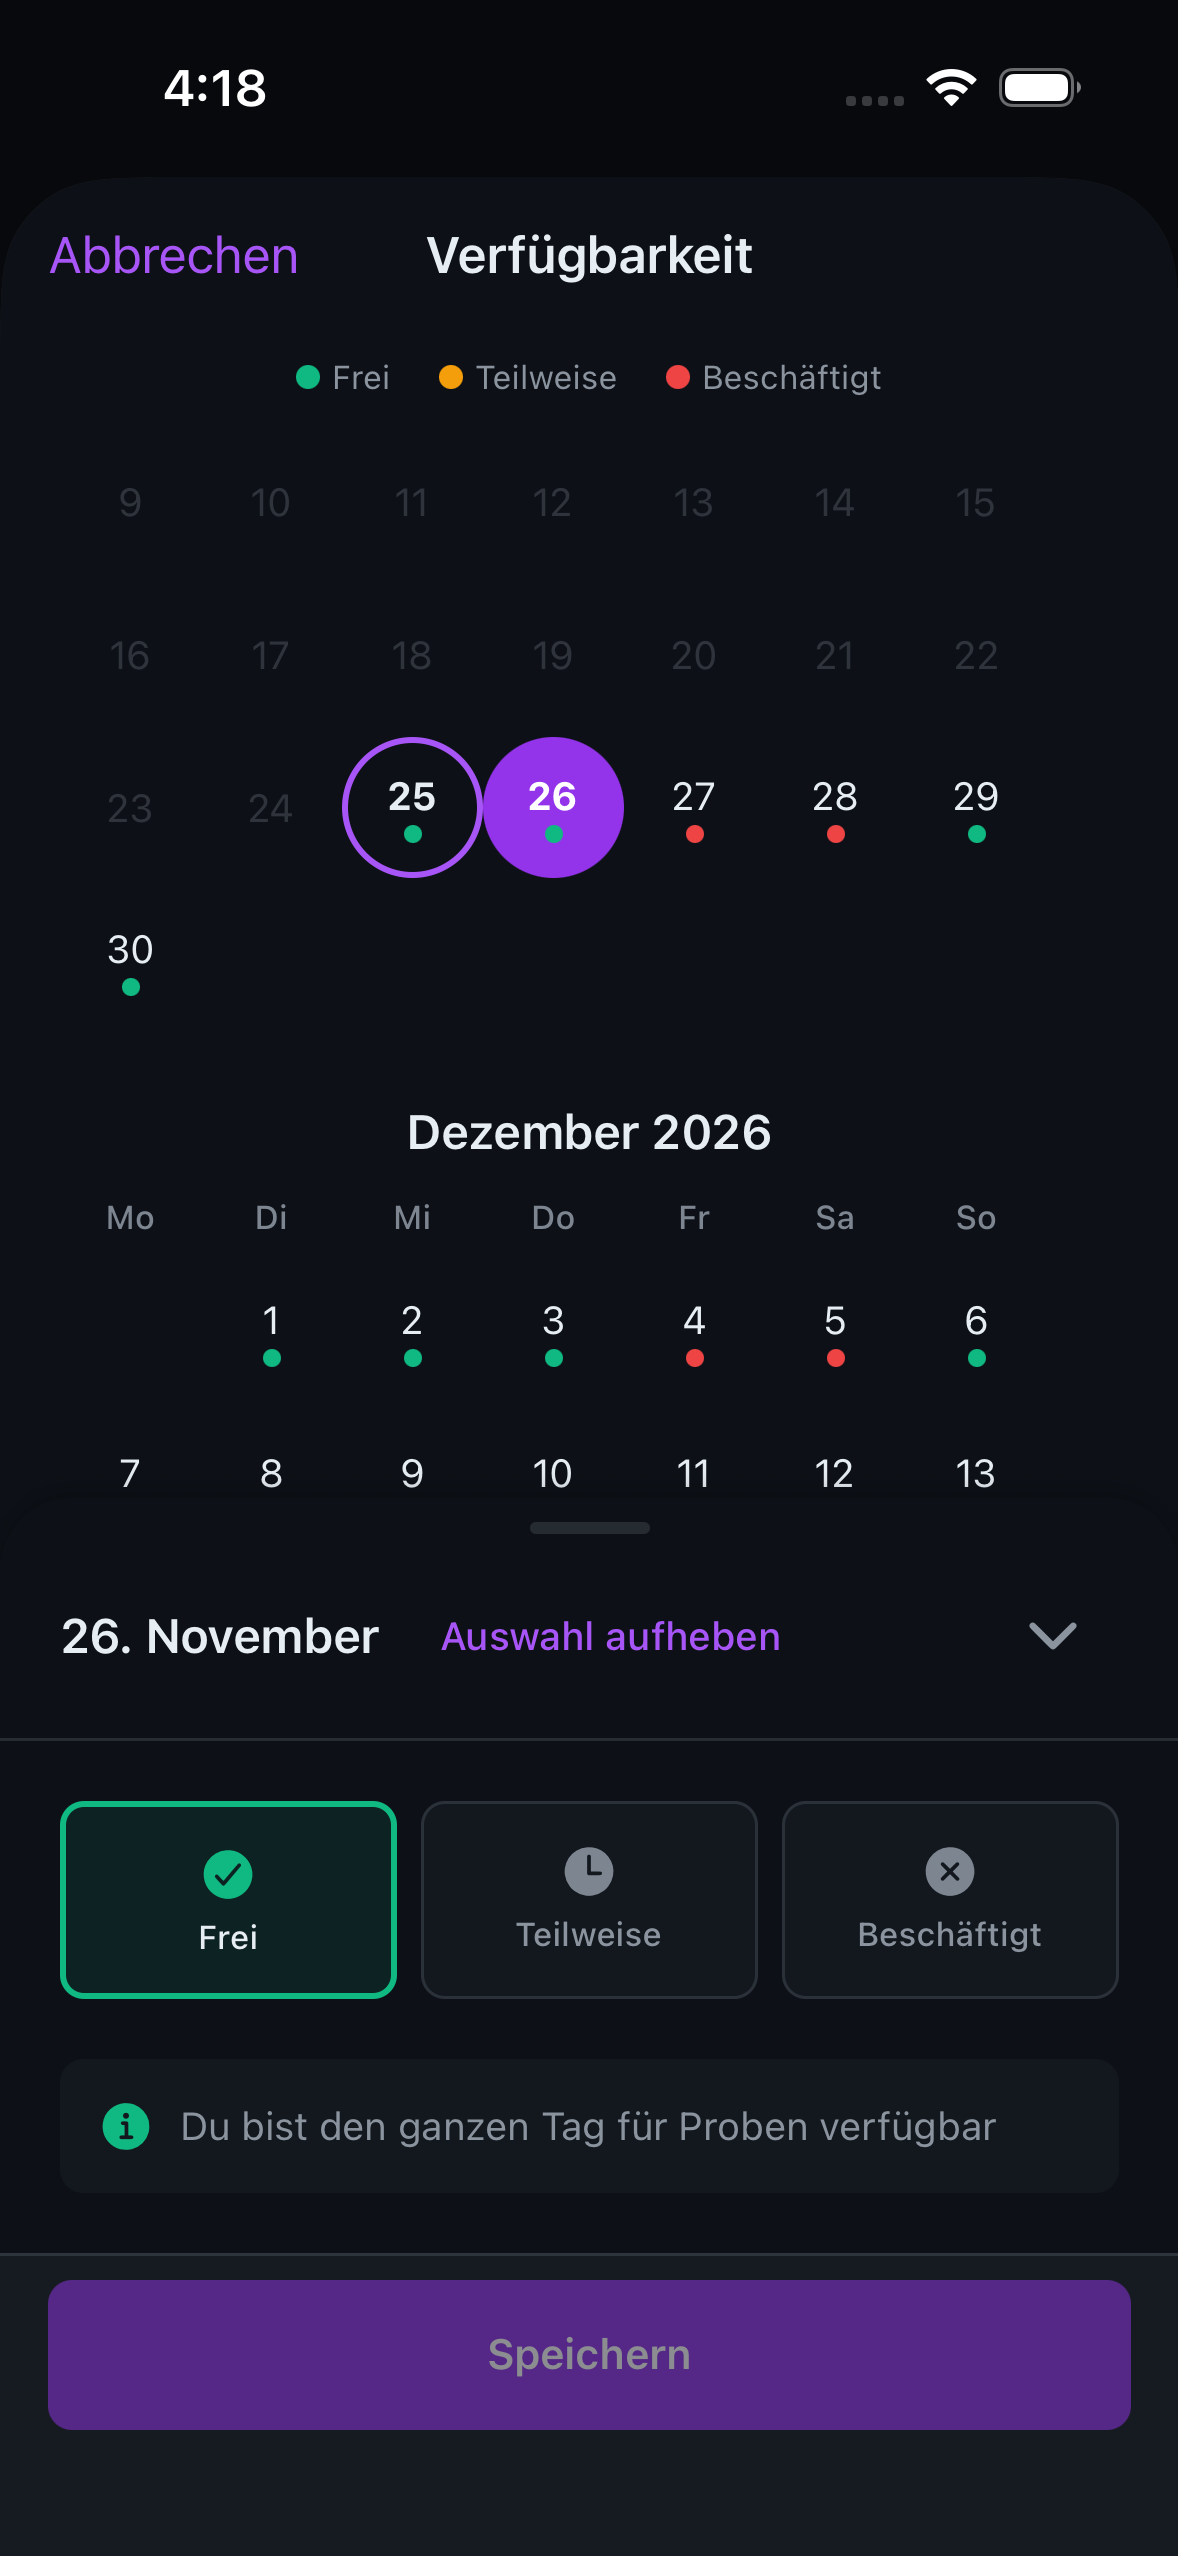 4:18
Abbrechen Verfügbarkeit
Frei Teilweise Beschäftigt
9 10 11 12 13 14 15
16 17 18 19 20 21 22
23 24 25 26 27 28 29
30
Dezember 2026
Mo Di Mi Do Fr Sa So
1 2 3 4 5 6
7 8 9 10 11 12 13
26. November Auswahl aufheben
Frei Teilweise Beschäftigt
Du bist den ganzen Tag für Proben verfügbar
Speichern